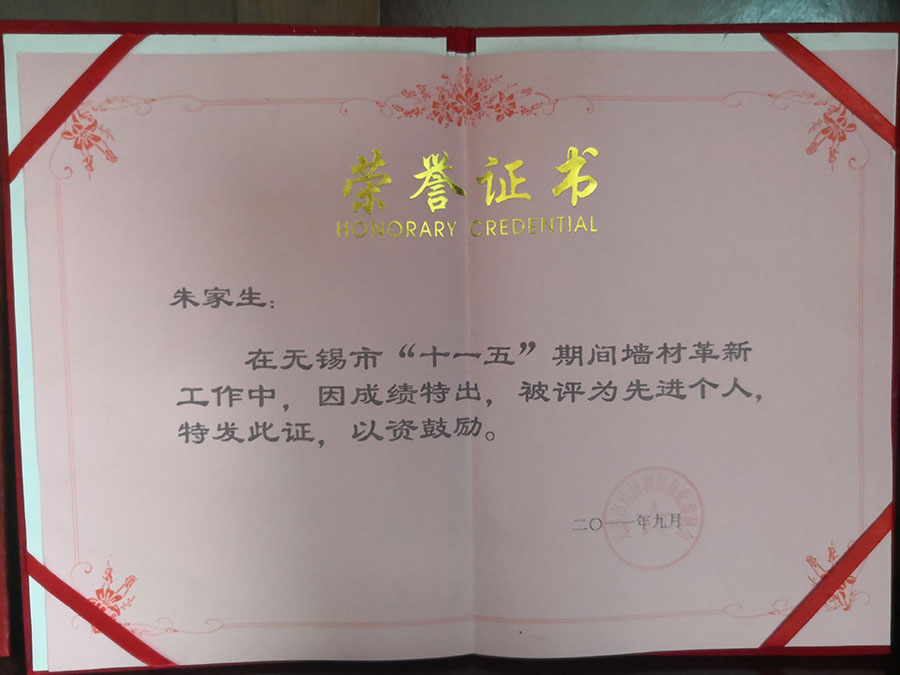 荣誉证书
HONORARY CREDENTIAL
朱家生：
在无锡市“十一五”期间墙材革新
工作中，因成绩特出，被评为先进个人，
特发此证，以资鼓励。
二〇一一年九月